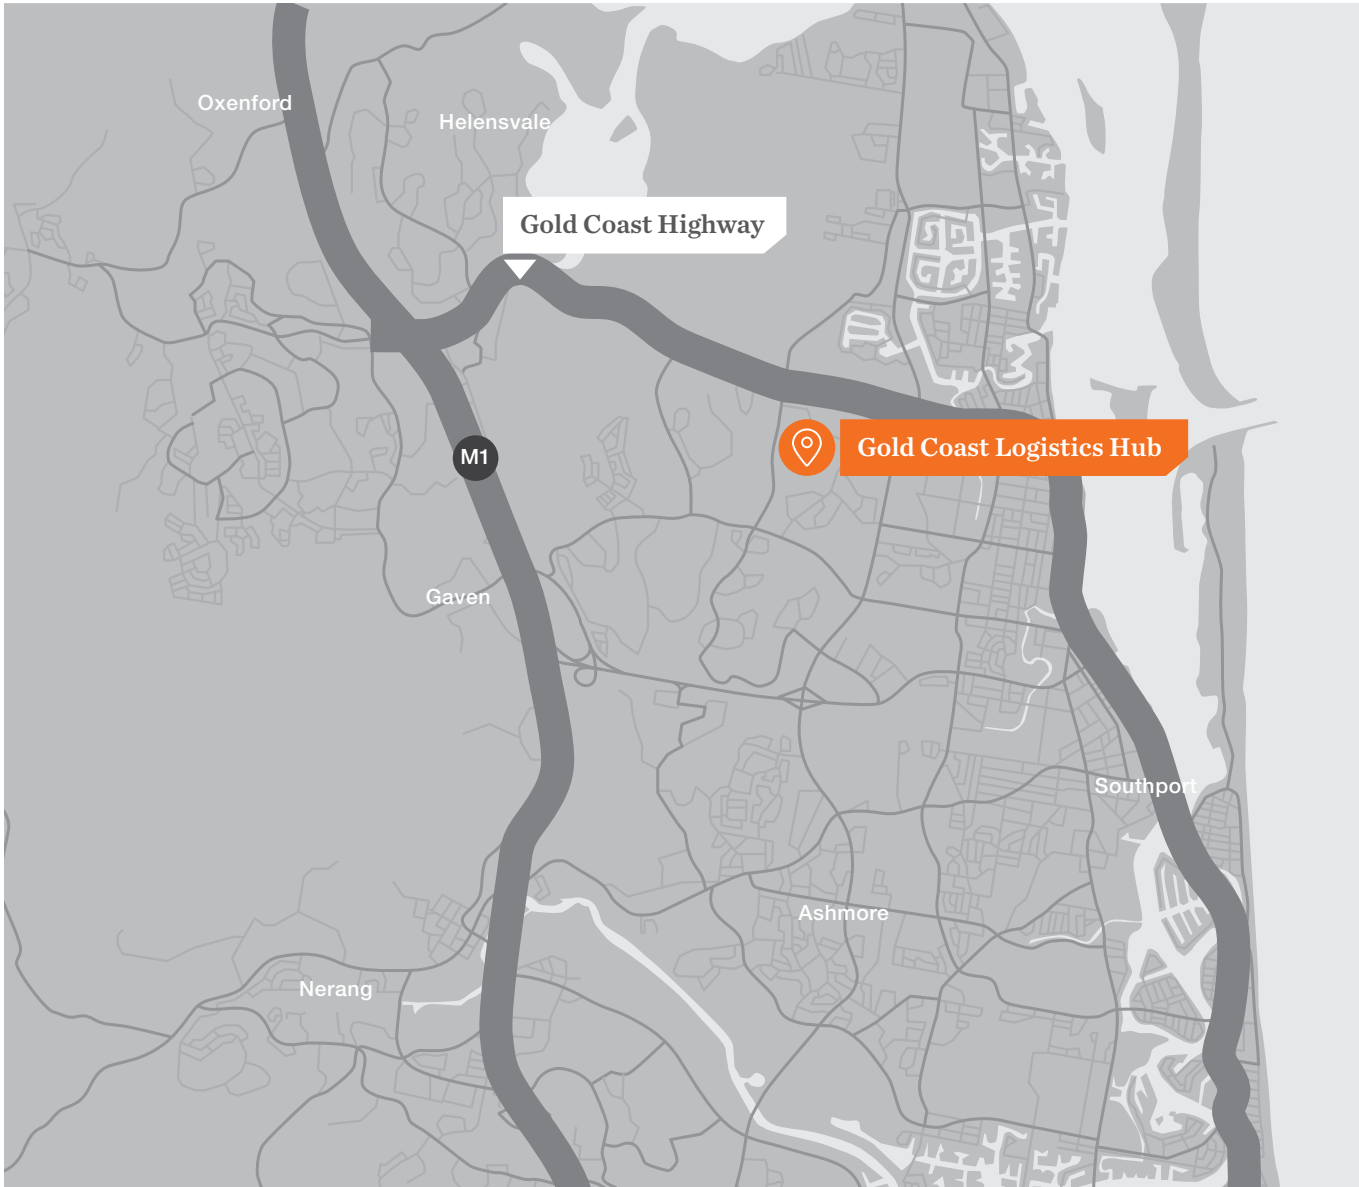 Oxenford
Helensvale
Gold Coast Highway
Gold Coast Logistics Hub
M1
Gaven
Southport
Ashmore
Nerang